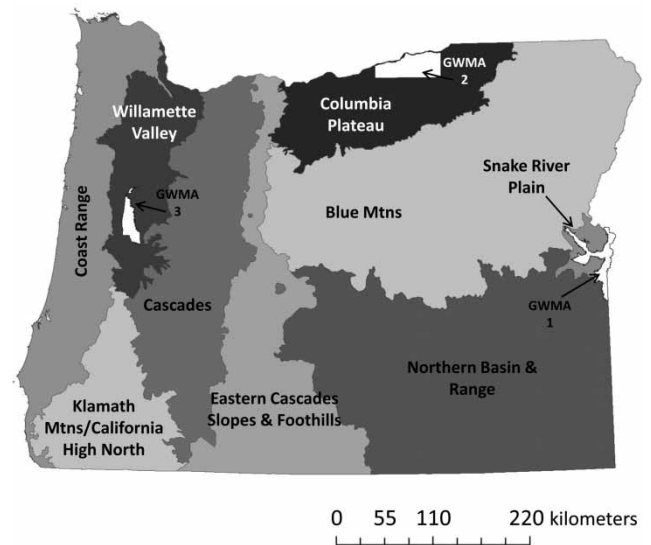 GWMA
2
Willamette
Valley
Columbia
Plateau
Snake River
Plain
GWMA
3
Blue Mtns
Coast Range
Cascades
GWMA
1
Northern Basin &
Range
Eastern Cascades
Slopes & Foothills
Klamath
Mtns/California
High North
0 55 110 220 kilometers